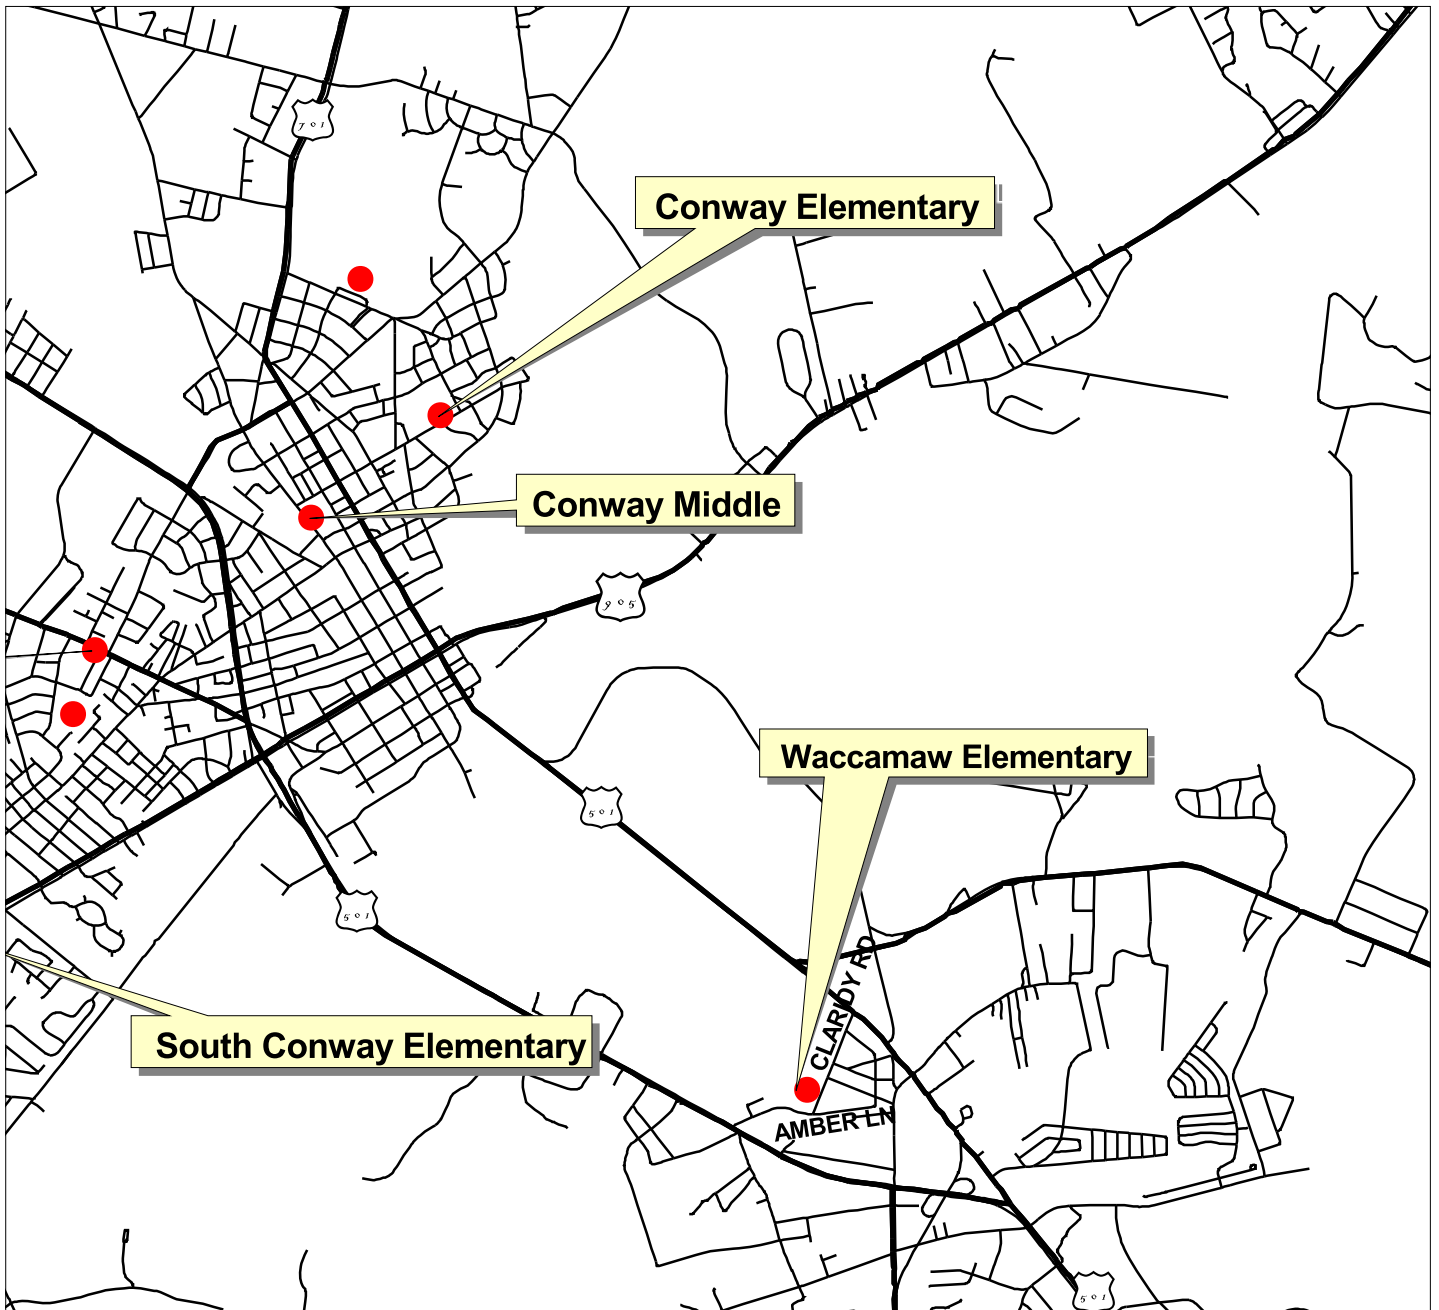 701
Conway Elementary
Conway Middle
905
Waccamaw Elementary
501
501
CLARIDY RD
South Conway Elementary
AMBER LN
501